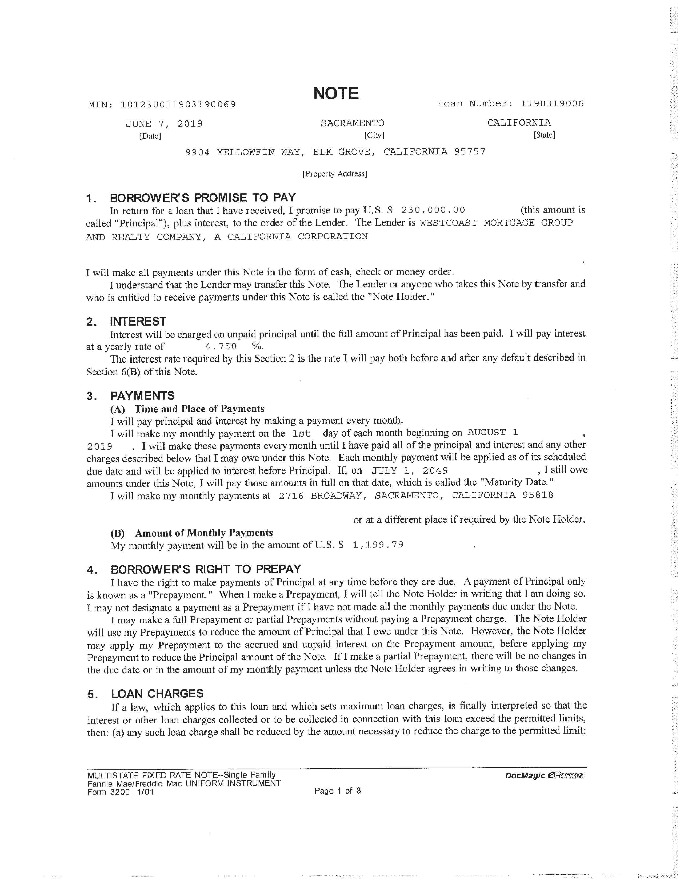 NOTE
MIN: 101230011903190069
Loan Number: 1190319006
JUNE 7, 2019 SACRAMENTO CALIFORNIA
[Date] [City] [State]
9904 YELLOWFIN WAY, ELK GROVE, CALIFORNIA 95757
[Property Address]
1. BORROWER'S PROMISE TO PAY
In return for a loan that I have received, I promise to pay U.S. $ 230,000.00 (this amount is
called "Principal"), plus interest, to the order of the Lender. The Lender is WESTCOAST MORTGAGE GROUP
AND REALTY COMPANY, A CALIFORNIA CORPORATION
.
I will make all payments under this Note in the form of cash, check or money order.
I understand that the Lender may transfer this Note. The Lender or anyone who takes this Note by transfer and
who is entitled to receive payments under this Note is called the "Note Holder."
2. INTEREST
Interest will be charged on unpaid principal until the full amount of Principal has been paid. I will pay interest
at a yearly rate of 4.750 %.
The interest rate required by this Section 2 is the rate I will pay both before and after any default described in
Section 6(B) of this Note.
3. PAYMENTS
(A) Time and Place of Payments
I will pay principal and interest by making a payment every month.
I will make my monthly payment on the 1st day of each month beginning on AUGUST 1 ,
2019 . I will make these payments every month until I have paid all of the principal and interest and any other
charges described below that I may owe under this Note. Each monthly payment will be applied as of its scheduled
due date and will be applied to interest before Principal. If, on JULY 1, 2049 , I still owe
amounts under this Note, I will pay those amounts in full on that date, which is called the "Maturity Date."
I will make my monthly payments at 2716 BROADWAY, SACRAMENTO, CALIFORNIA 95818
or at a different place if required by the Note Holder.
(B) Amount of Monthly Payments
My monthly payment will be in the amount of U.S. $ 1,199.79 .
4. BORROWER'S RIGHT TO PREPAY
I have the right to make payments of Principal at any time before they are due. A payment of Principal only
is known as a "Prepayment." When I make a Prepayment, I will tell the Note Holder in writing that I am doing so.
I may not designate a payment as a Prepayment if I have not made all the monthly payments due under the Note.
I may make a full Prepayment or partial Prepayments without paying a Prepayment charge. The Note Holder
will use my Prepayments to reduce the amount of Principal that I owe under this Note. However, the Note Holder
may apply my Prepayment to the accrued and unpaid interest on the Prepayment amount, before applying my
Prepayment to reduce the Principal amount of the Note. If I make a partial Prepayment, there will be no changes in
the due date or in the amount of my monthly payment unless the Note Holder agrees in writing to those changes.
5. LOAN CHARGES
If a law, which applies to this loan and which sets maximum loan charges, is finally interpreted so that the
interest or other loan charges collected or to be collected in connection with this loan exceed the permitted limits,
then: (a) any such loan charge shall be reduced by the amount necessary to reduce the charge to the permitted limit;
MULTISTATE FIXED RATE NOTE--Single Family
Fannie Mae/Freddie Mac UNIFORM INSTRUMENT
Form 3200 1/01
Page 1 of 3
DocMagic